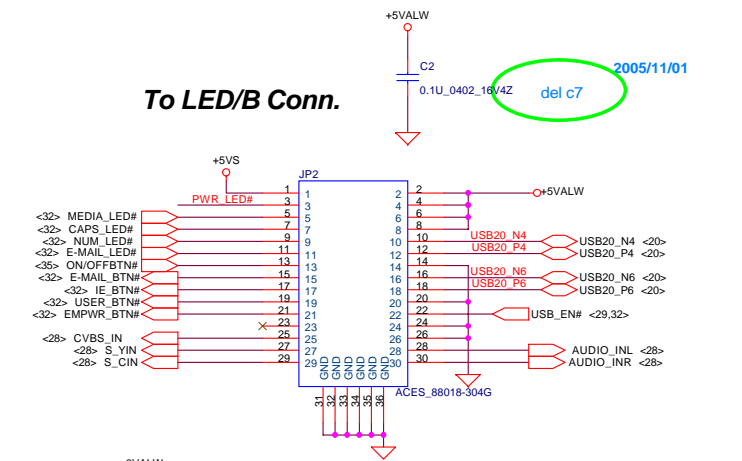 +5VALW
C2
0.1U_0402_16V4Z
2005/11/01
del c7
To LED/B Conn.
+5VS
JP2
1 1 2 2 +5VALW
PWR_LED# 3 3 4 4
<32> MEDIA_LED# 5 5 6 6
<32> CAPS_LED# 7 7 8 8
<32> NUM_LED# 9 9 10 10 USB20_N4 USB20_N4 <20>
<32> E-MAIL_LED# 11 11 12 12 USB20_P4 USB20_P4 <20>
<35> ON/OFFBTN# 13 13 14 14
<32> E-MAIL_BTN# 15 15 16 16 USB20_N6 USB20_N6 <20>
<32> IE_BTN# 17 17 18 18 USB20_P6 USB20_P6 <20>
<32> USER_BTN# 19 19 20 20
<32> EMPWR_BTN# 21 21 22 22 USB_EN# <29,32>
23 23 24 24
<28> CVBS_IN 25 25 26 26
<28> S_YIN 27 27 28 28 AUDIO_INL <28>
<28> S_CIN 29 29 30 30 AUDIO_INR <28>
GND GND GND GND GND GND
31 32 33 34 35 36
ACES_88018-304G